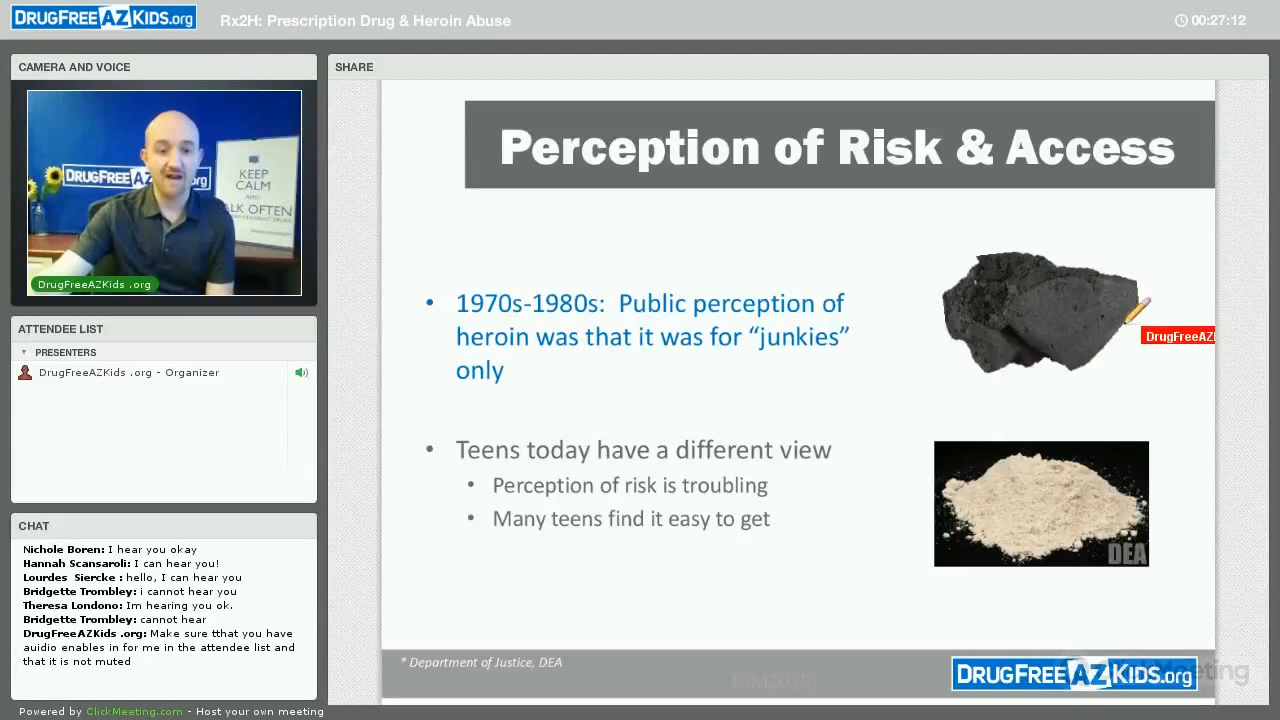 DRUGFREEAZKIDS.org
Rx2H: Prescription Drug & Heroin Abuse
00:27:12
CAMERA AND VOICE
DRUGFREEAZ
.org
KEEP
CALM
AND
ALK OFTEN
DrugFreeAZKids .org
ATTENDEE LIST
PRESENTERS
DrugFreeAZKids .org - Organizer
CHAT
Nichole Boren: I hear you okay
Hannah Scansaroli: I can hear you!
Lourdes Siercke : hello, I can hear you
Bridgette Trombley: i cannot hear you
Theresa Londono: Im hearing you ok.
Bridgette Trombley: cannot hear
DrugFreeAZKids .org: Make sure tthat you have
auidio enables in for me in the attendee list and
that it is not muted
Powered by ClickMeeting.com - Host your own meeting
SHARE
Perception of Risk & Access
• 1970s-1980s: Public perception of
heroin was that it was for “junkies”
only
DrugFreeAZI
• Teens today have a different view
• Perception of risk is troubling
• Many teens find it easy to get
DEA
* Department of Justice, DEA
DRUGFREEAZKIDS.org